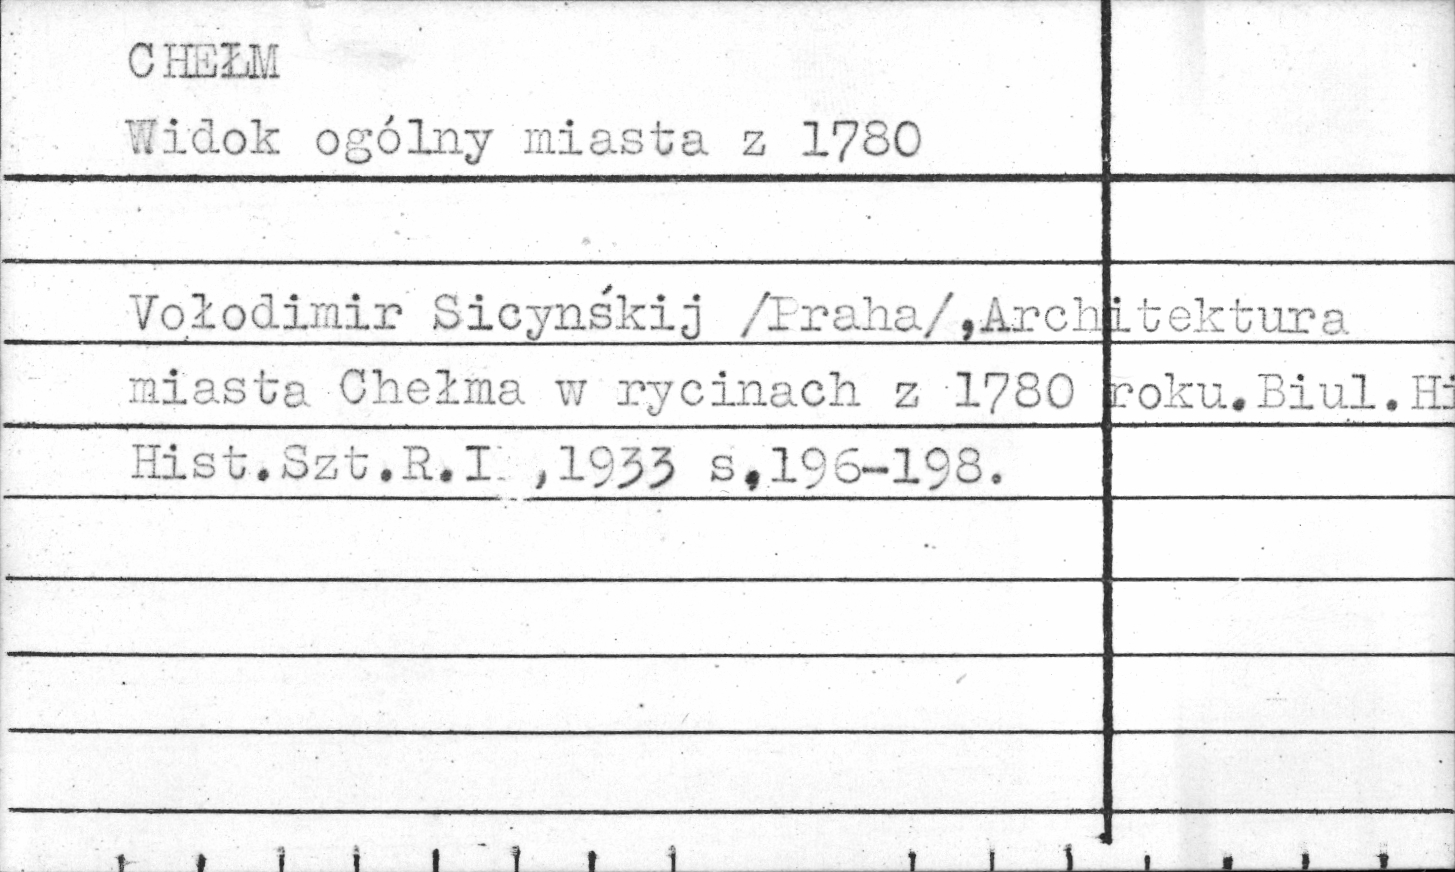 CHEŁM
Widok ogólny miasta z 1780
Vołodimir Sicynśkij /Praha/,Architektura
miasta Chełma w rycinach z 1780 roku.Biul.Hi
Hist.Szt.R.I ,1933 s.196-198.